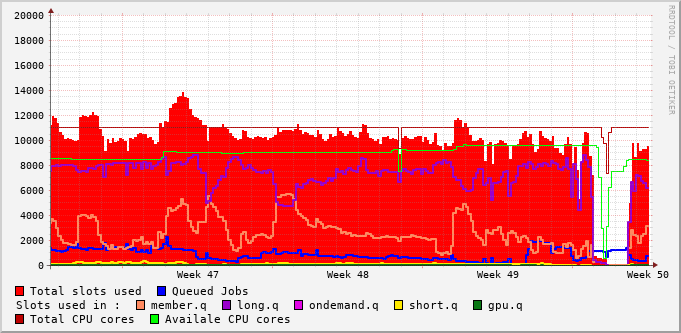 20000
18000
16000
14000
12000
10000
8000
6000
4000
2000
0
Week 47 Week 48 Week 49 Week 50
Total slots used Queued Jobs
Slots used in : member.q long.q ondemand.q short.q gpu.q
Total CPU cores Availale CPU cores
RRDTOOL / TOBI OETIKER